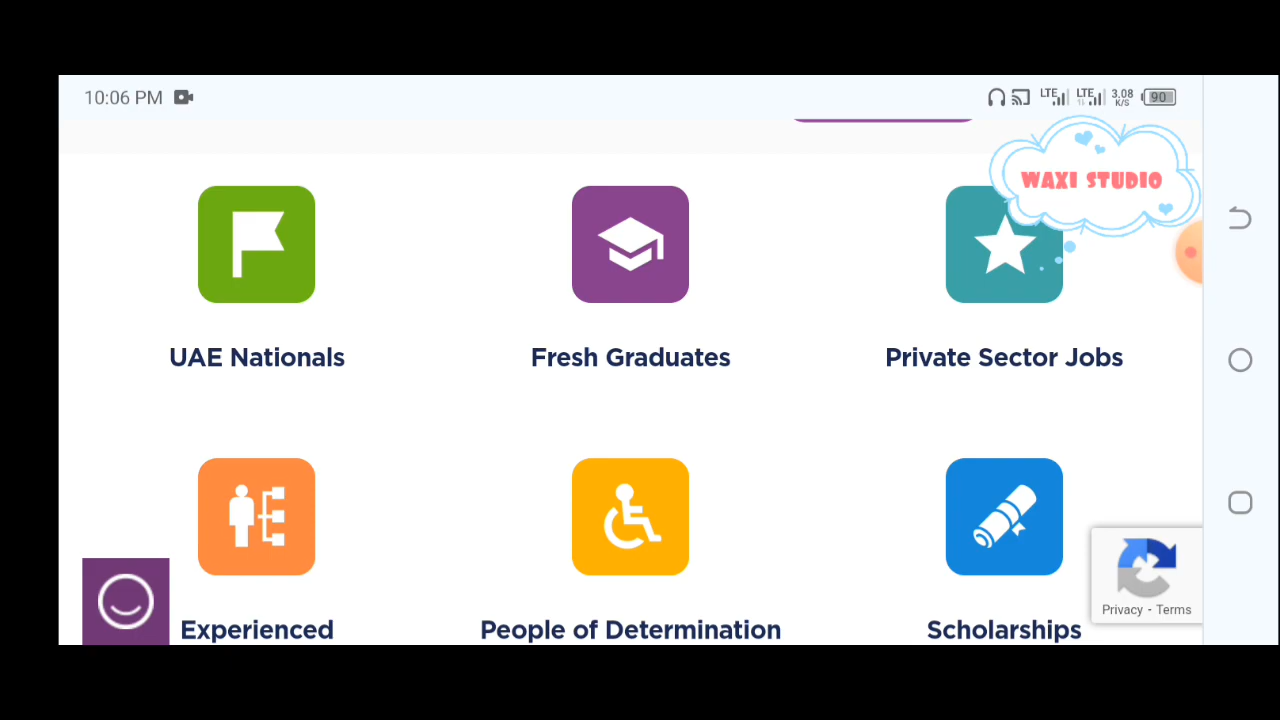 10:06 PM
LTE LTE 3.08 K/S 90
WAXI STUDIO
UAE Nationals
Fresh Graduates
Private Sector Jobs
Experienced
People of Determination
Scholarships
Privacy - Terms